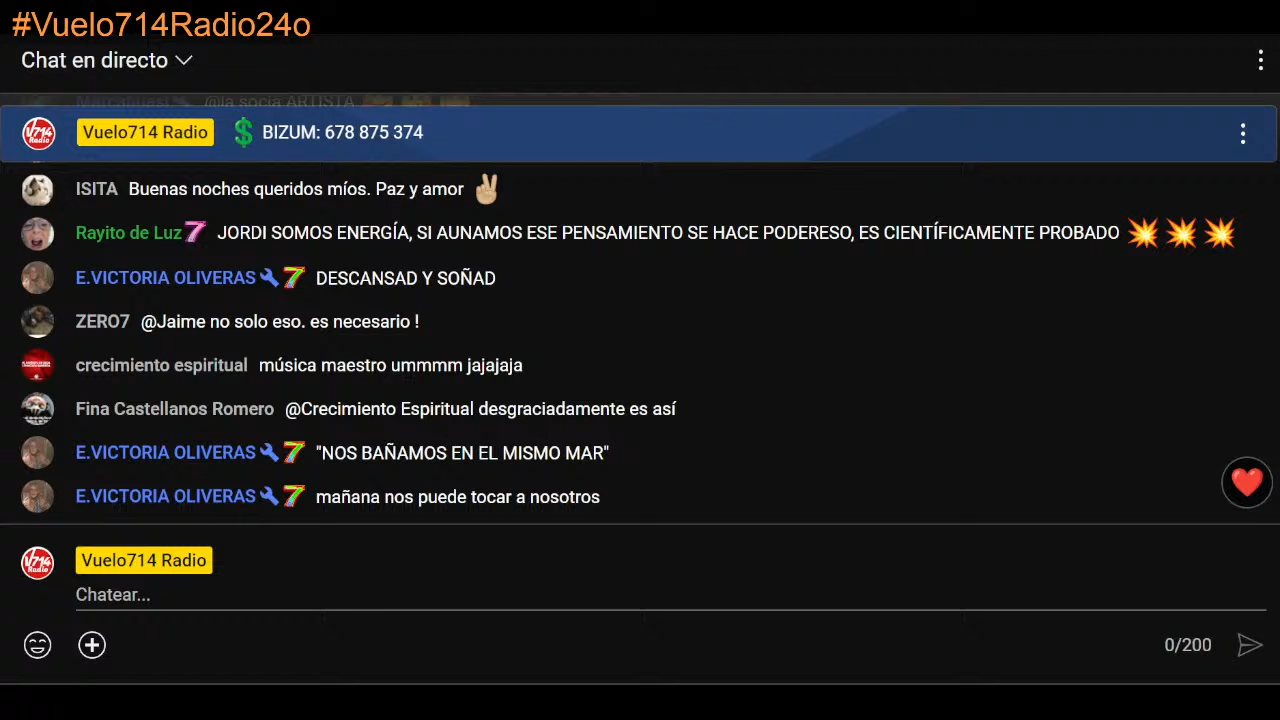 #Vuelo714Radio24o
Chat en directo
@la socia ARTISTA
Vuelo714 Radio BIZUM: 678 875 374
ISITA Buenas noches queridos míos. Paz y amor ✌🏼
Rayito de Luz JORDI SOMOS ENERGÍA, SI AUNAMOS ESE PENSAMIENTO SE HACE PODERESO, ES CIENTÍFICAMENTE PROBADO 💥💥💥
E.VICTORIA OLIVERAS DESCANSAD Y SOÑAD
ZERO7 @Jaime no solo eso. es necesario !
crecimiento espiritual música maestro ummmm jajajaja
Fina Castellanos Romero @Crecimiento Espiritual desgraciadamente es así
E.VICTORIA OLIVERAS "NOS BAÑAMOS EN EL MISMO MAR"
E.VICTORIA OLIVERAS mañana nos puede tocar a nosotros
Vuelo714 Radio
Chatear...
0/200